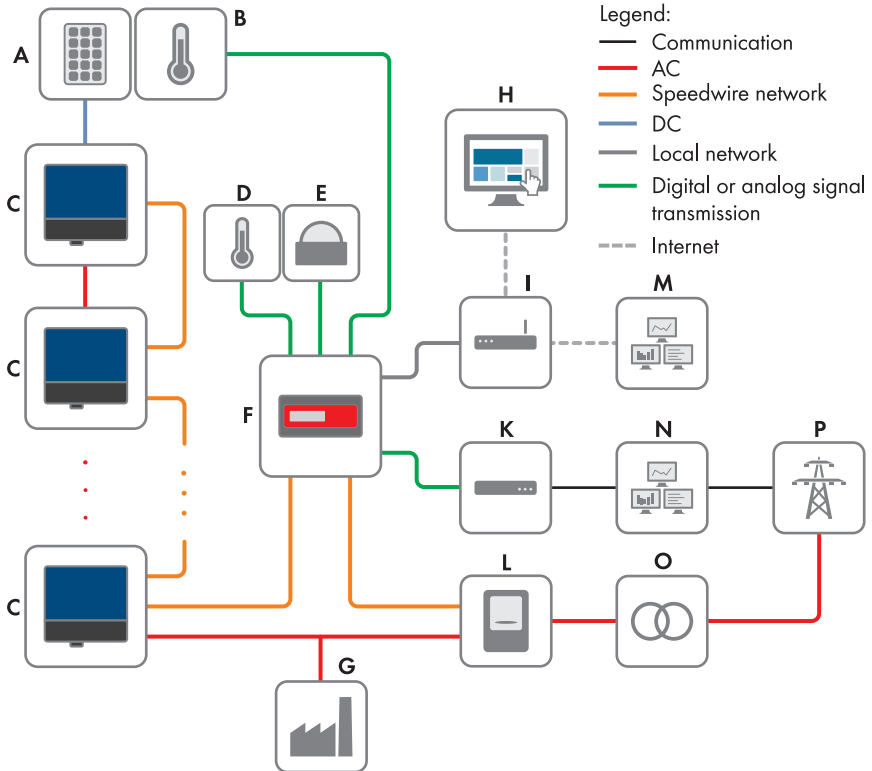 A
B
Legend:
Communication
AC
Speedwire network
DC
Local network
Digital or analog signal
transmission
Internet
H
C
D
E
I
M
C
F
K
N
P
C
L
O
G